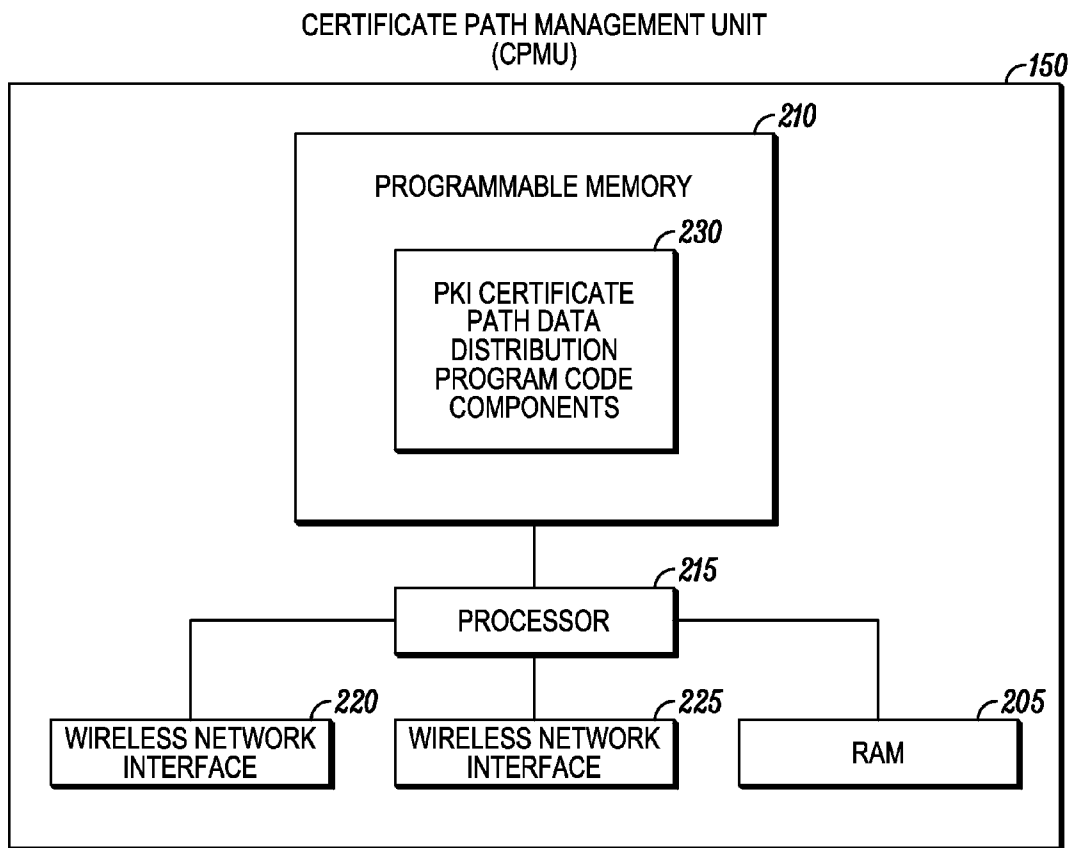 CERTIFICATE PATH MANAGEMENT UNIT
(CPMU)
150
210
PROGRAMMABLE MEMORY
230
PKI CERTIFICATE
PATH DATA
DISTRIBUTION
PROGRAM CODE
COMPONENTS
215
PROCESSOR
220
WIRELESS NETWORK
INTERFACE
225
WIRELESS NETWORK
INTERFACE
205
RAM